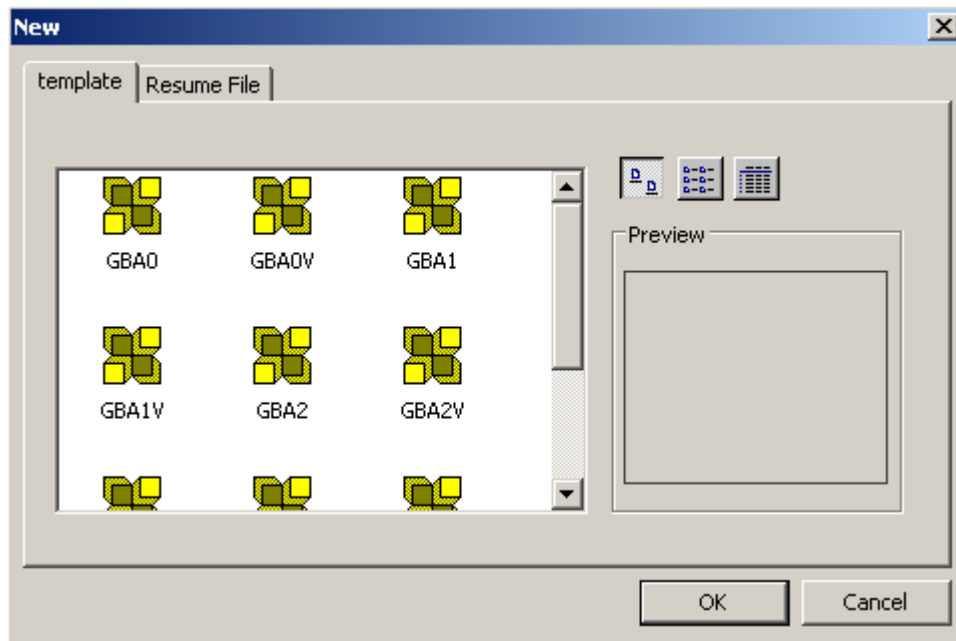 New
template Resume File
GBA0 GBA0V GBA1
Preview
GBA1V GBA2 GBA2V
OK Cancel